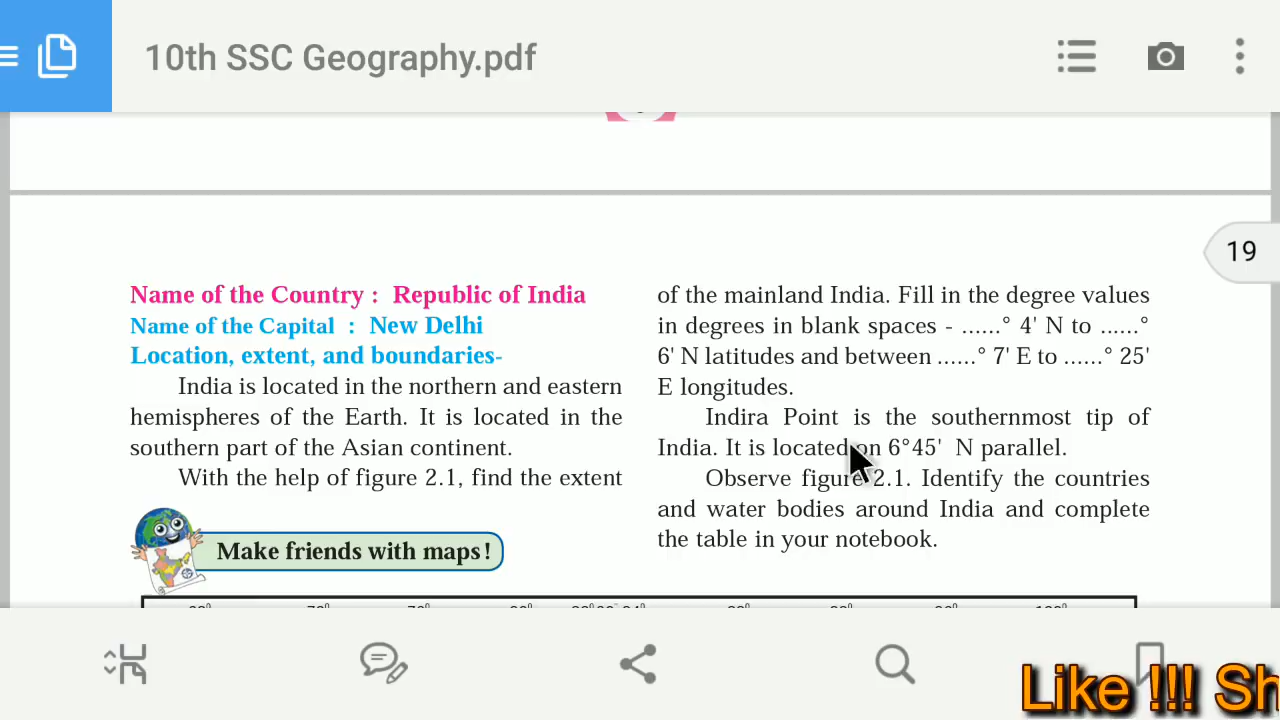 10th SSC Geography.pdf
19
Name of the Country : Republic of India
Name of the Capital : New Delhi
Location, extent, and boundaries-
India is located in the northern and eastern
hemispheres of the Earth. It is located in the
southern part of the Asian continent.
With the help of figure 2.1, find the extent
Make friends with maps!
of the mainland India. Fill in the degree values
in degrees in blank spaces - ......° 4' N to ......°
6' N latitudes and between ......° 7' E to ......° 25'
E longitudes.
Indira Point is the southernmost tip of
India. It is located on 6°45' N parallel.
Observe figure 2.1. Identify the countries
and water bodies around India and complete
the table in your notebook.
Like !!! Sh